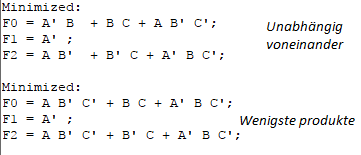 Minimized:
F0 = A' B  + B C + A B' C';
F1 = A' ;
F2 = A B'  + B' C + A' B C';
Unabhängig
voneinander
Minimized:
F0 = A B' C' + B C + A' B C';
F1 = A' ;
F2 = A B' C' + B' C + A' B C';
Wenigste produkte